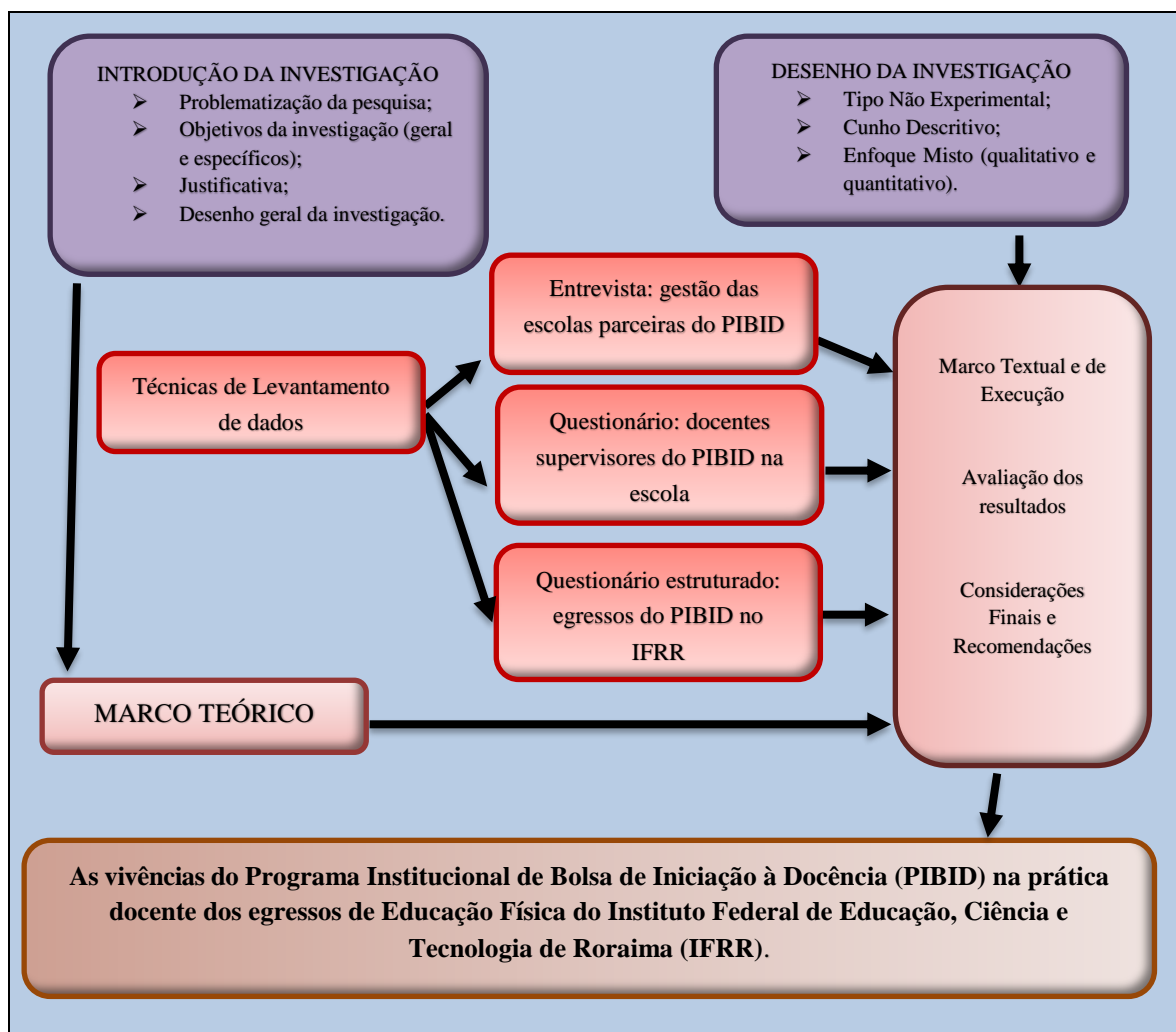 INTRODUÇÃO DA INVESTIGAÇÃO
➢ Problematização da pesquisa;
➢ Objetivos da investigação (geral
e específicos);
➢ Justificativa;
➢ Desenho geral da investigação.
DESENHO DA INVESTIGAÇÃO
➢ Tipo Não Experimental;
➢ Cunho Descritivo;
➢ Enfoque Misto (qualitativo e
quantitativo).
Técnicas de Levantamento
de dados
Entrevista: gestão das
escolas parceiras do PIBID
Questionário: docentes
supervisores do PIBID na
escola
Questionário estruturado:
egressos do PIBID no
IFRR
Marco Textual e de
Execução
Avaliação dos
resultados
Considerações
Finais e
Recomendações
MARCO TEÓRICO
As vivências do Programa Institucional de Bolsa de Iniciação à Docência (PIBID) na prática
docente dos egressos de Educação Física do Instituto Federal de Educação, Ciência e
Tecnologia de Roraima (IFRR).